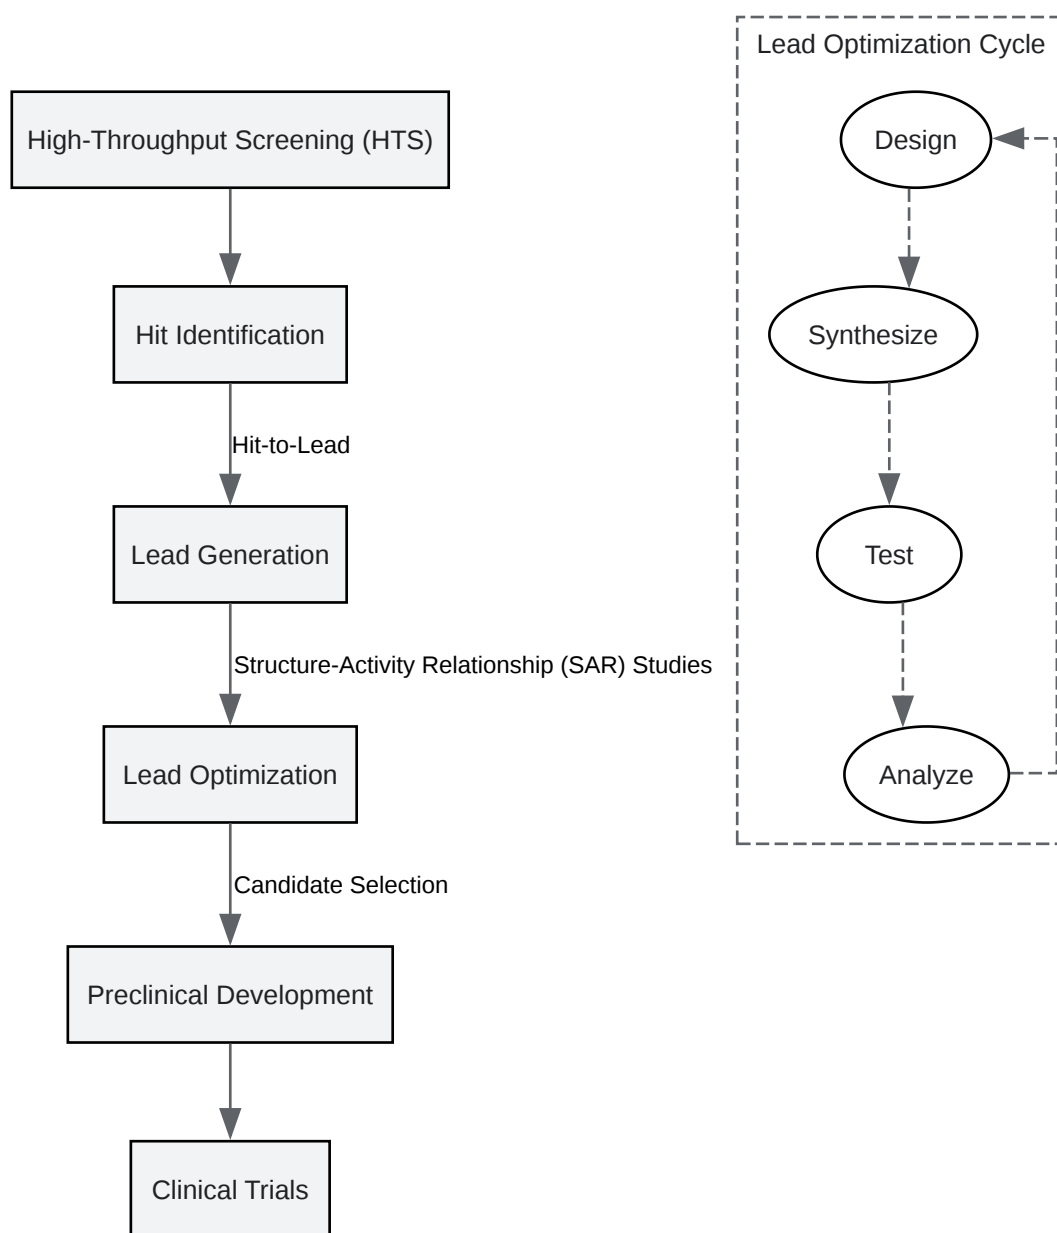 High-Throughput Screening (HTS)
Hit Identification
Hit-to-Lead
Lead Generation
Structure-Activity Relationship (SAR) Studies
Lead Optimization
Candidate Selection
Preclinical Development
Clinical Trials
Lead Optimization Cycle
Design
Synthesize
Test
Analyze